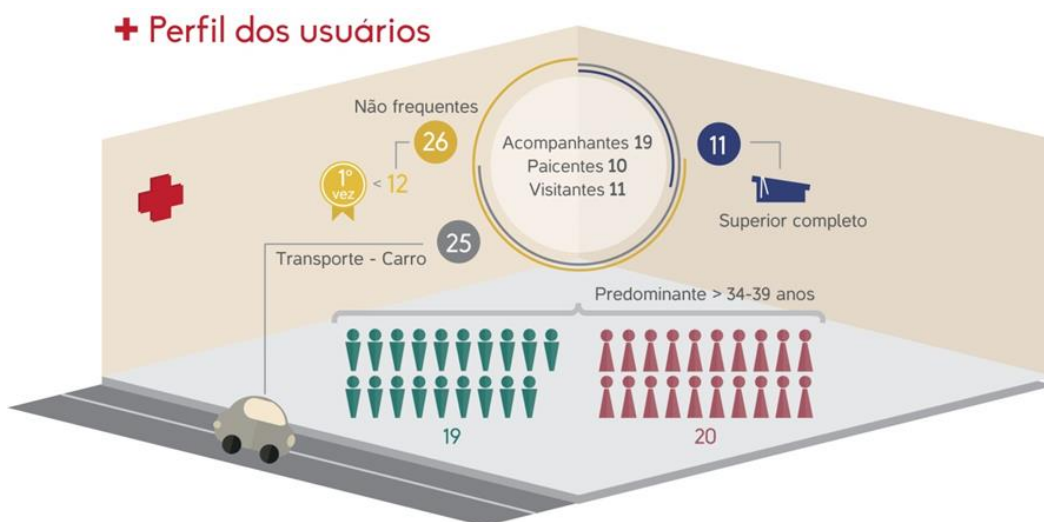 + Perfil dos usuários
Não frequentes
26
1º
vez
< 12
Acompanhantes 19
Paicentes 10
Visitantes 11
11
Superior completo
25
Transporte - Carro
Predominante > 34-39 anos
19
20